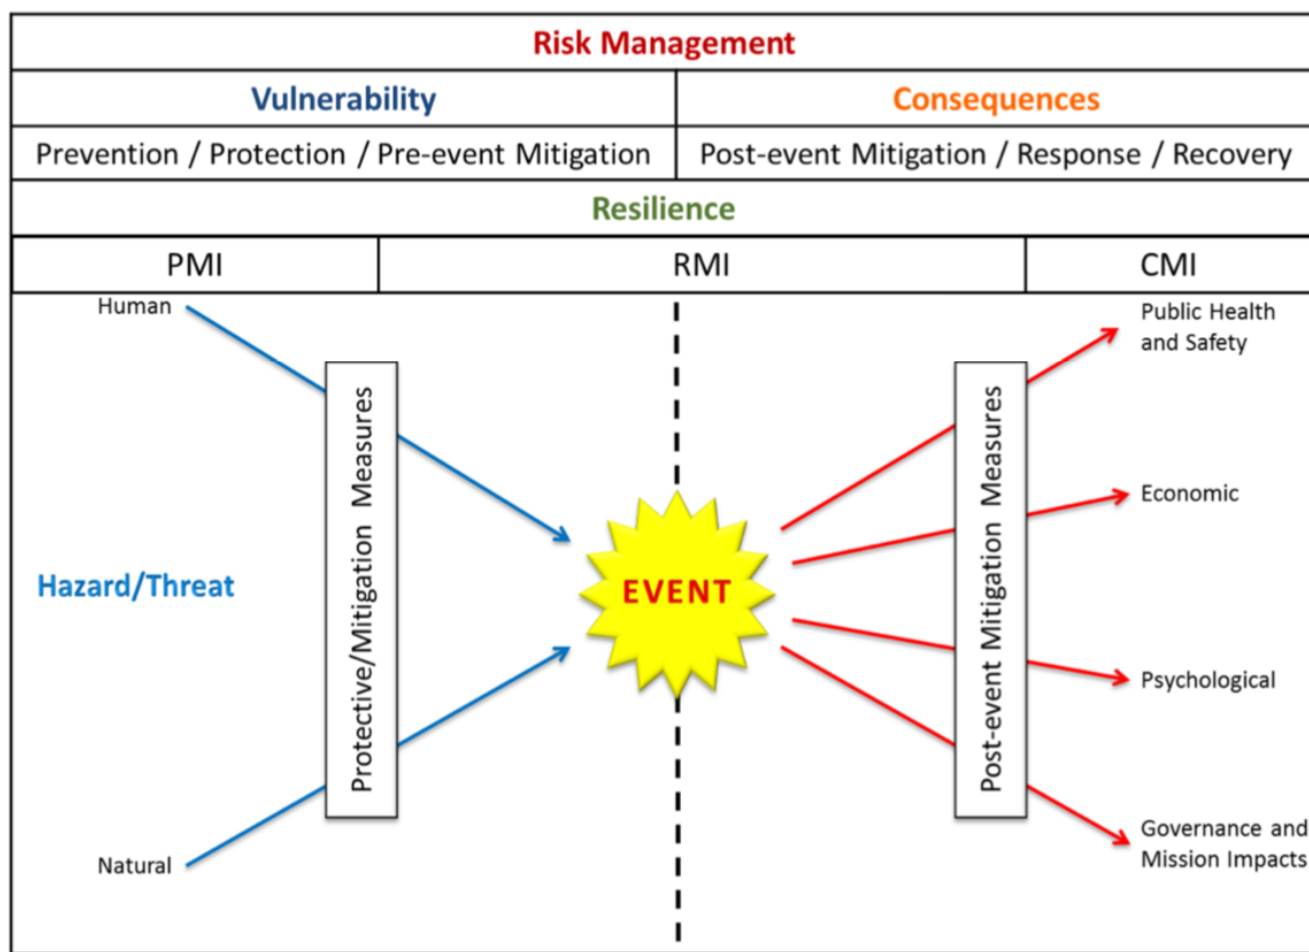 Risk Management
Vulnerability
Consequences
Prevention / Protection / Pre-event Mitigation
Post-event Mitigation / Response / Recovery
Resilience
PMI
RMI
CMI
Human
Public Health
and Safety
Protective/Mitigation Measures
Post-event Mitigation Measures
Economic
Hazard/Threat
EVENT
Psychological
Natural
Governance and
Mission Impacts